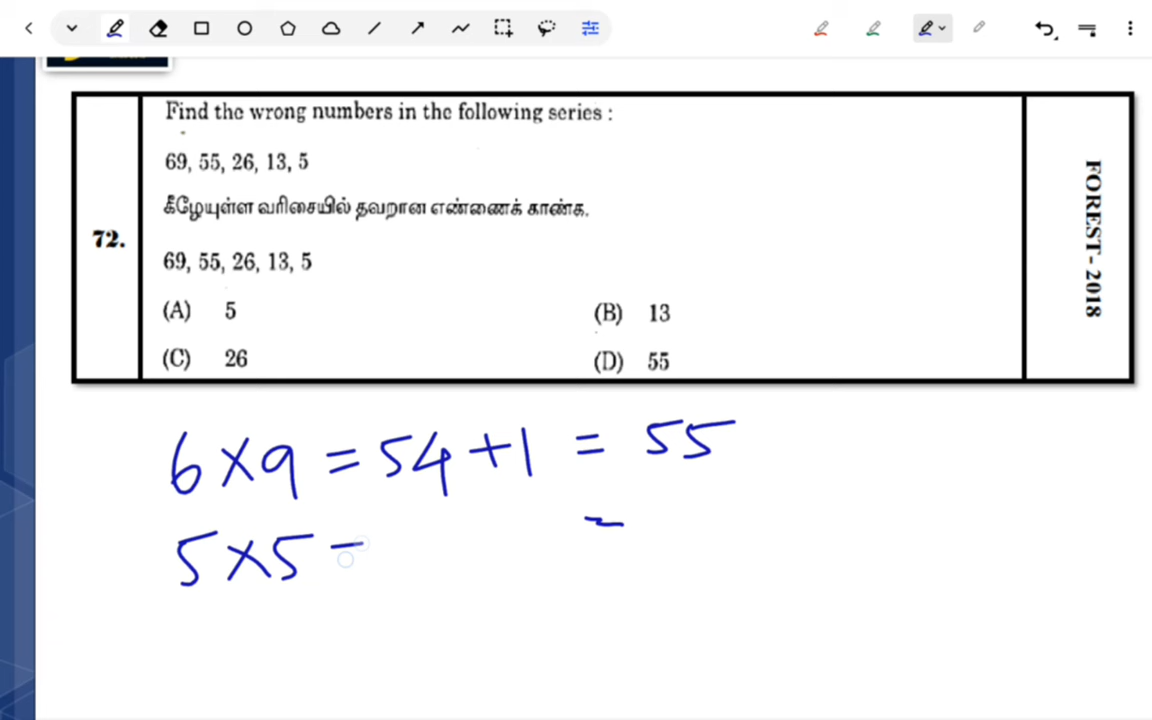 Find the wrong numbers in the following series :
69, 55, 26, 13, 5
கீழேயுள்ள வரிசையில் தவறான எண்ணைக் காண்க.
72.
69, 55, 26, 13, 5
(A) 5 (B) 13
(C) 26 (D) 55
FOREST- 2018
6 × 9 = 54 + 1 = 55
5 × 5 = =